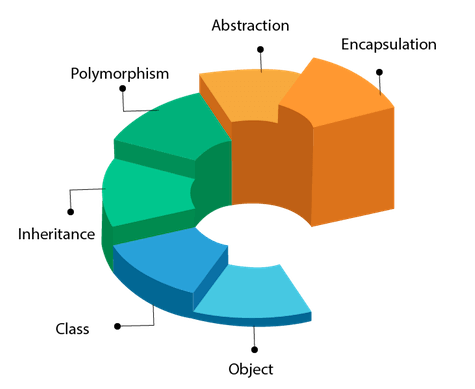 Abstraction
Encapsulation
Polymorphism
Inheritance
Class
Object